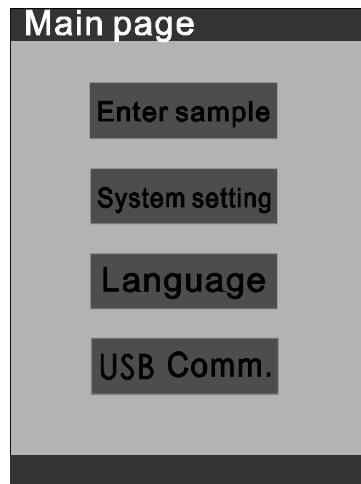 Main page
Enter sample
System setting
Language
USB Comm.